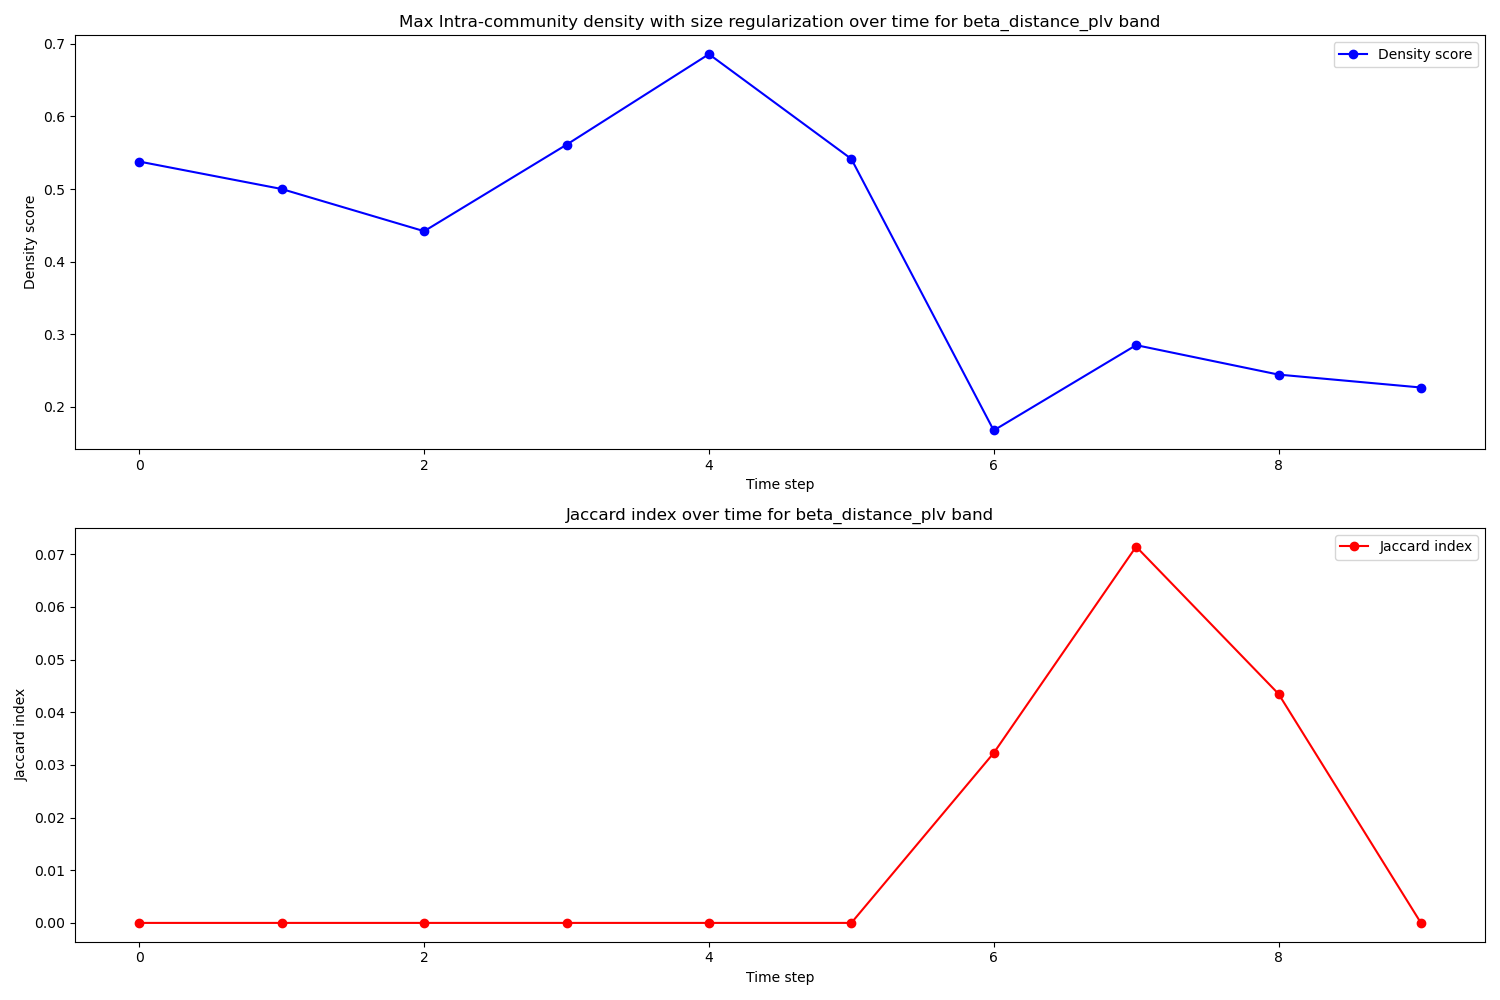 Max Intra-community density with size regularization over time for beta_distance_plv band
Density score
0.7
0.6
0.5
0.4
0.3
0.2
Density score
0 2 4 6 8
Time step
Jaccard index over time for beta_distance_plv band
Jaccard index
0.07
0.06
0.05
0.04
0.03
0.02
0.01
0.00
Jaccard index
0 2 4 6 8
Time step